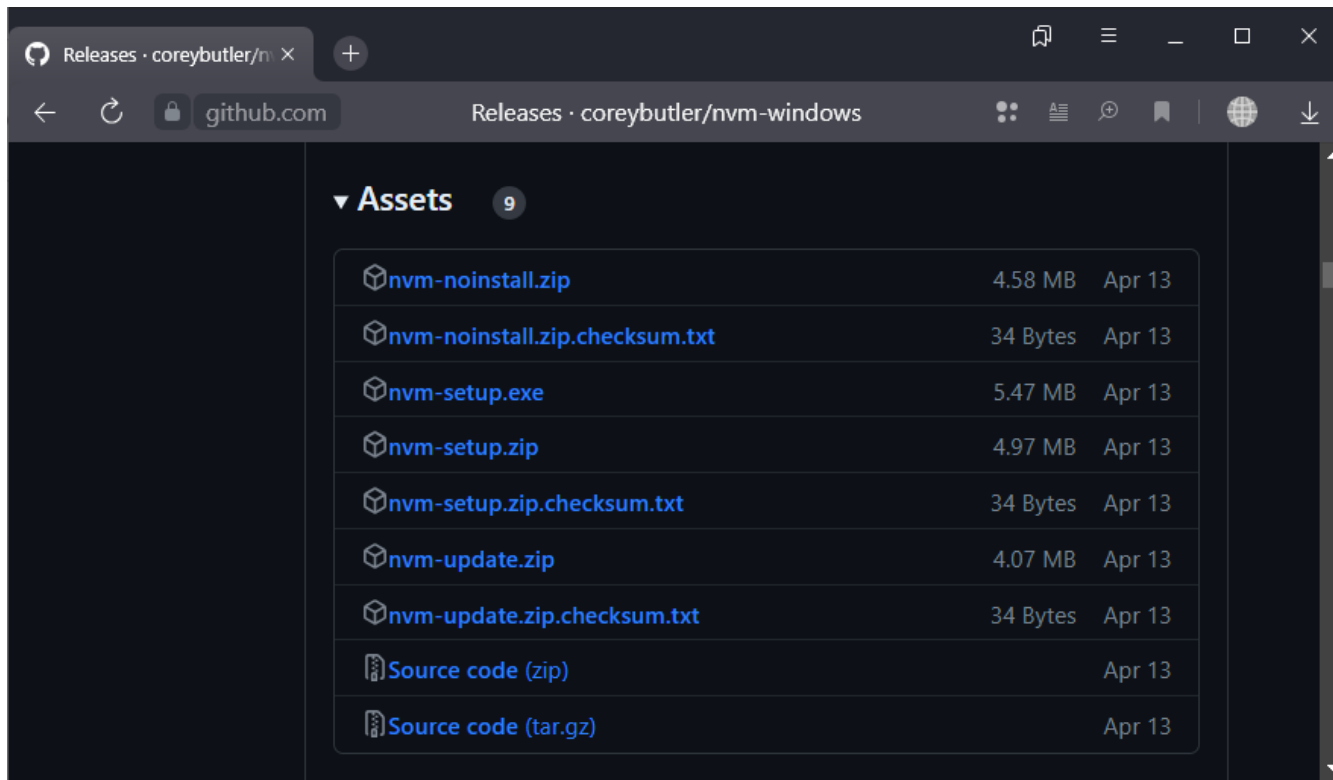 Releases · coreybutler/n
github.com Releases · coreybutler/nvm-windows
Assets 9
nvm-noinstall.zip 4.58 MB Apr 13
nvm-noinstall.zip.checksum.txt 34 Bytes Apr 13
nvm-setup.exe 5.47 MB Apr 13
nvm-setup.zip 4.97 MB Apr 13
nvm-setup.zip.checksum.txt 34 Bytes Apr 13
nvm-update.zip 4.07 MB Apr 13
nvm-update.zip.checksum.txt 34 Bytes Apr 13
Source code (zip) Apr 13
Source code (tar.gz) Apr 13